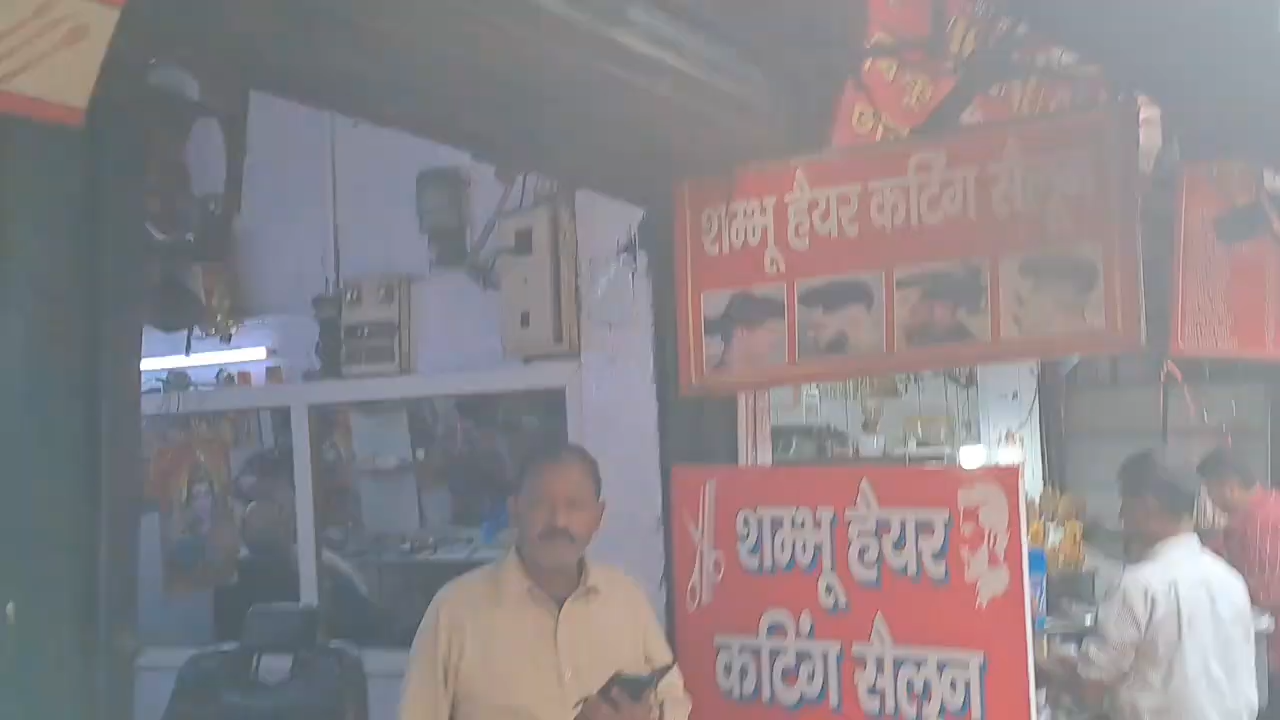 शम्भू हैयर कटिंग सैलून
शम्भू हैयर
कटिंग सैलून